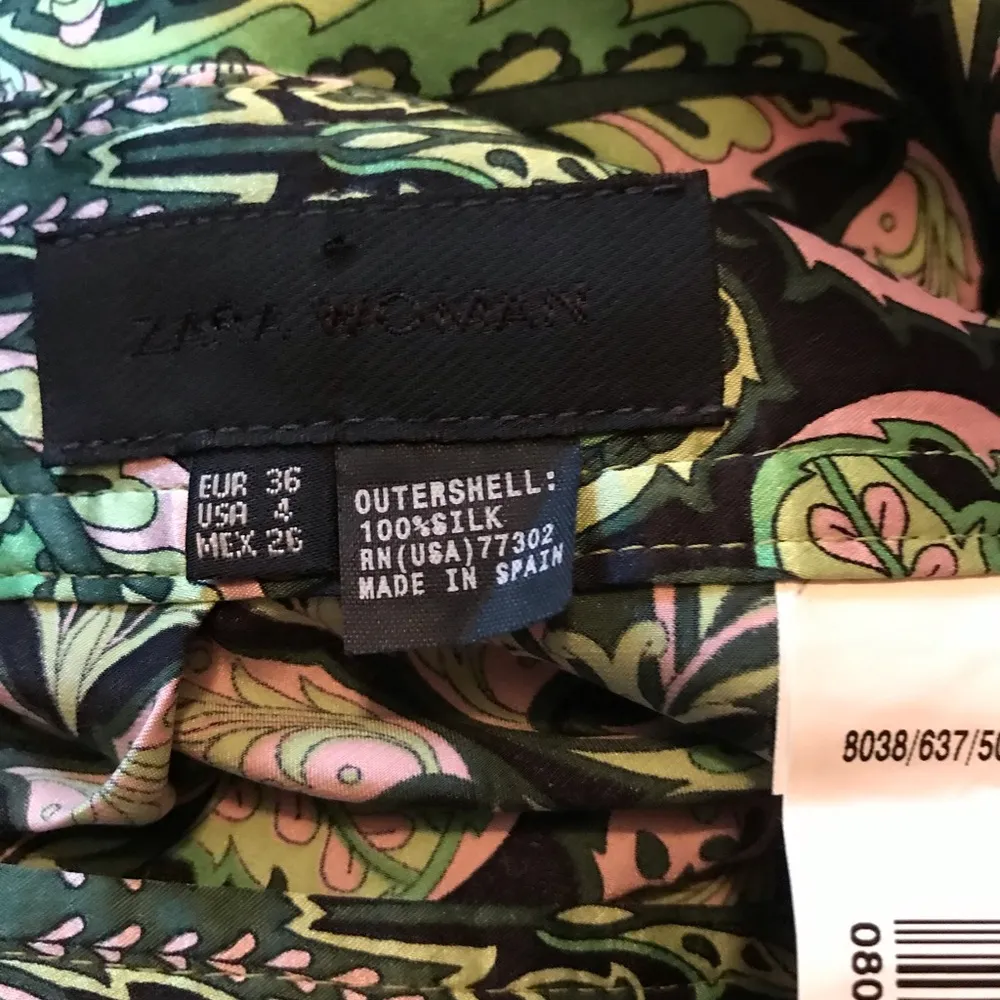 ZARA WOMAN
EUR 36
USA 4
MEX 26
OUTERSHELL:
100%SILK
RN(USA)77302
MADE IN SPAIN
8038/637/50
080